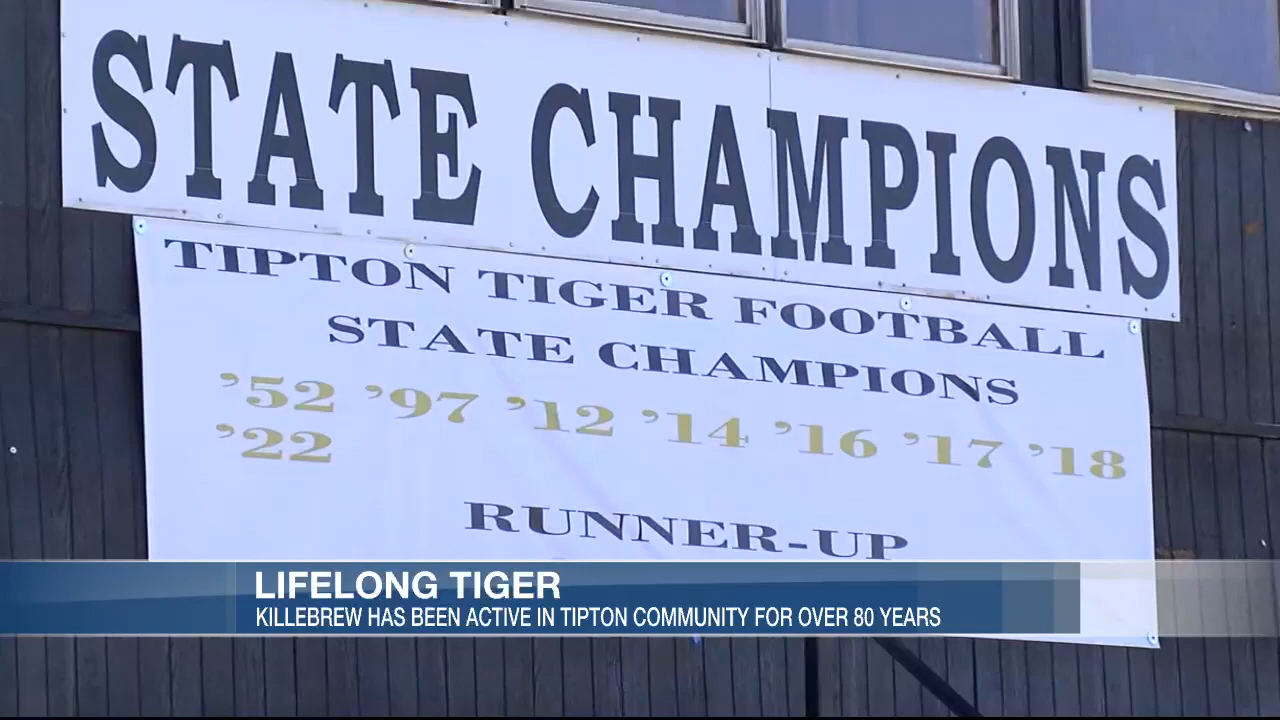 STATE CHAMPIONS
TIPTON TIGER FOOTBALL
STATE CHAMPIONS
’52 ’97 ’12 ’14 ’16 ’17 ’18
’22
RUNNER-UP
LIFELONG TIGER
KILLEBREW HAS BEEN ACTIVE IN TIPTON COMMUNITY FOR OVER 80 YEARS